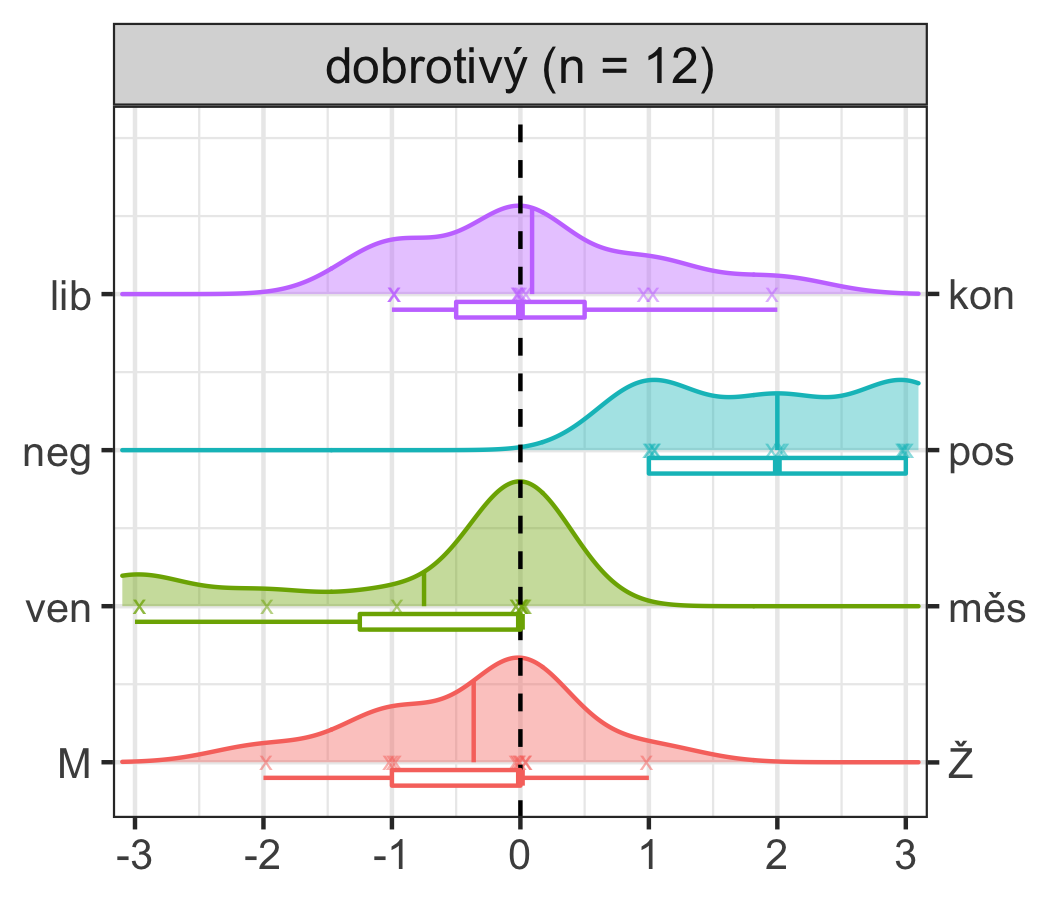 dobrotivý (n = 12)
lib kon
neg pos
ven měs
M Ž
-3 -2 -1 0 1 2 3